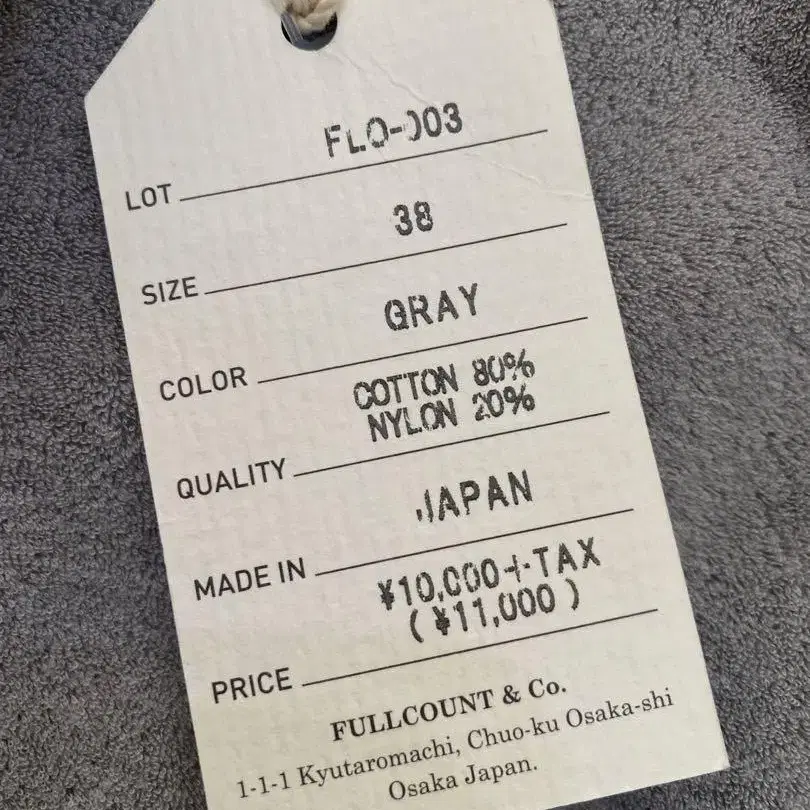 FLO-003
LOT
38
SIZE
GRAY
COLOR
COTTON 80%
NYLON 20%
QUALITY
JAPAN
MADE IN
¥10,000+TAX
(¥11,000)
PRICE
FULLCOUNT & Co.
1-1-1 Kyutaromachi, Chuo-ku Osaka-shi
Osaka Japan.